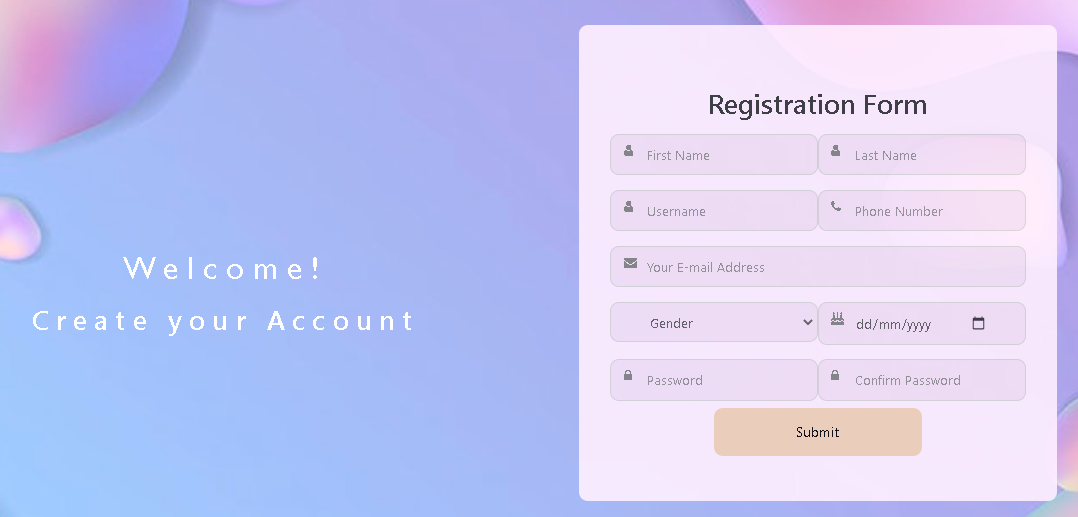 Welcome!
Create your Account
Registration Form
First Name
Last Name
Username
Phone Number
Your E-mail Address
Gender
dd/mm/yyyy
Password
Confirm Password
Submit